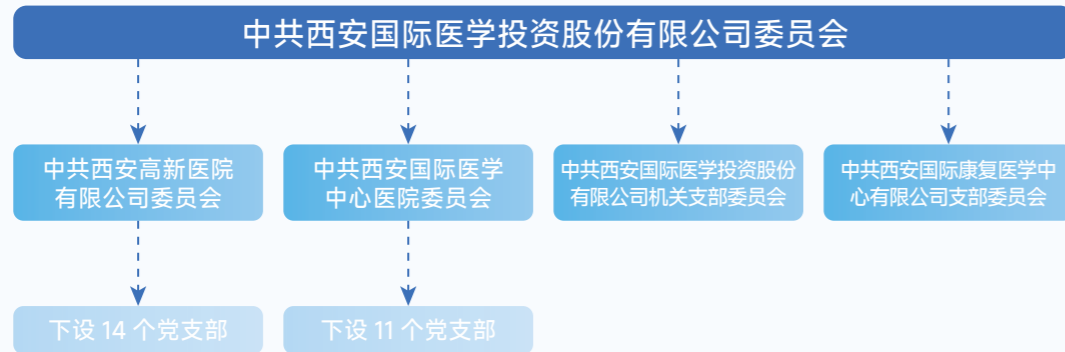 中共西安国际医学投资股份有限公司委员会
中共西安高新医院
有限公司委员会
中共西安国际医学
中心医院委员会
中共西安国际医学投资股份
有限公司机关支部委员会
中共西安国际康复医学中
心有限公司支部委员会
下设 14 个党支部
下设 11 个党支部